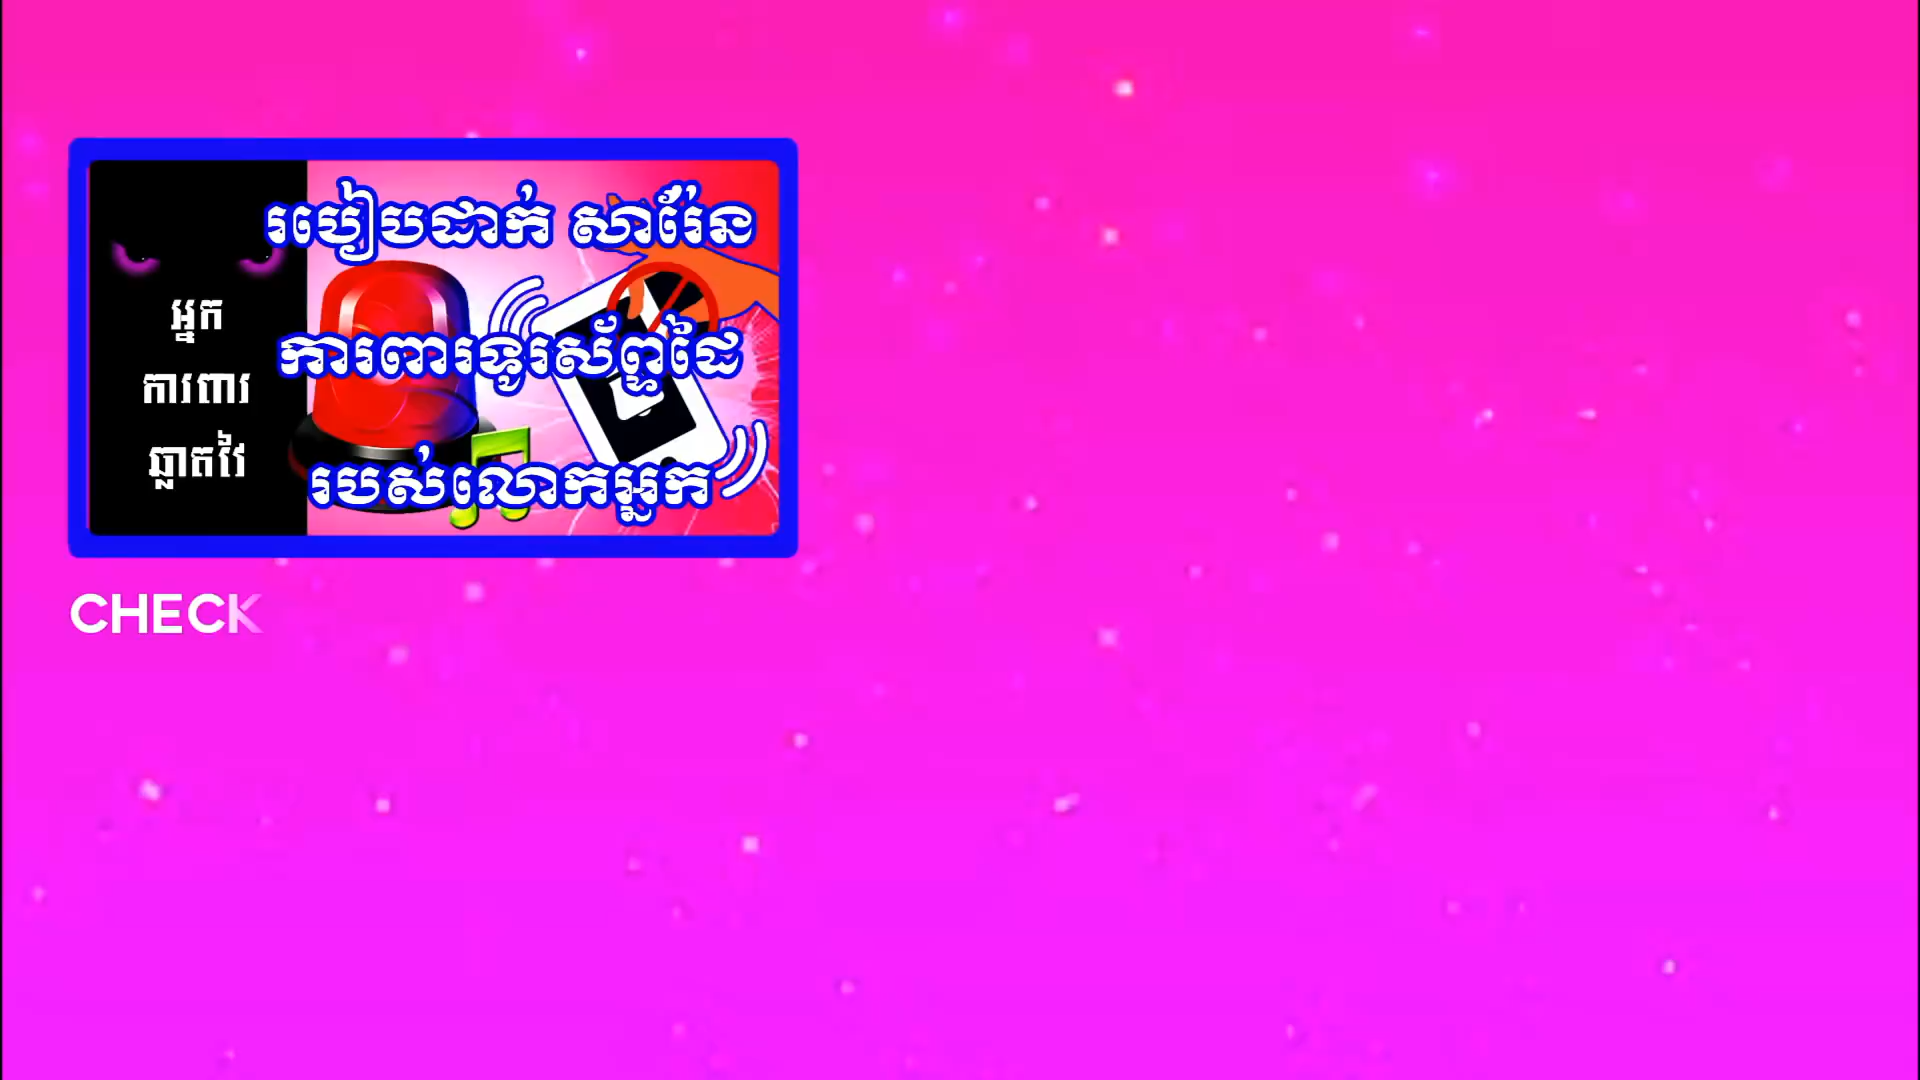 របៀបដាក់ សារ៉ែន
ការពារទូរស័ព្ទដៃ
របស់លោកអ្នក
អ្នក
ការពារ
ឆ្លាតវៃ
CHECK